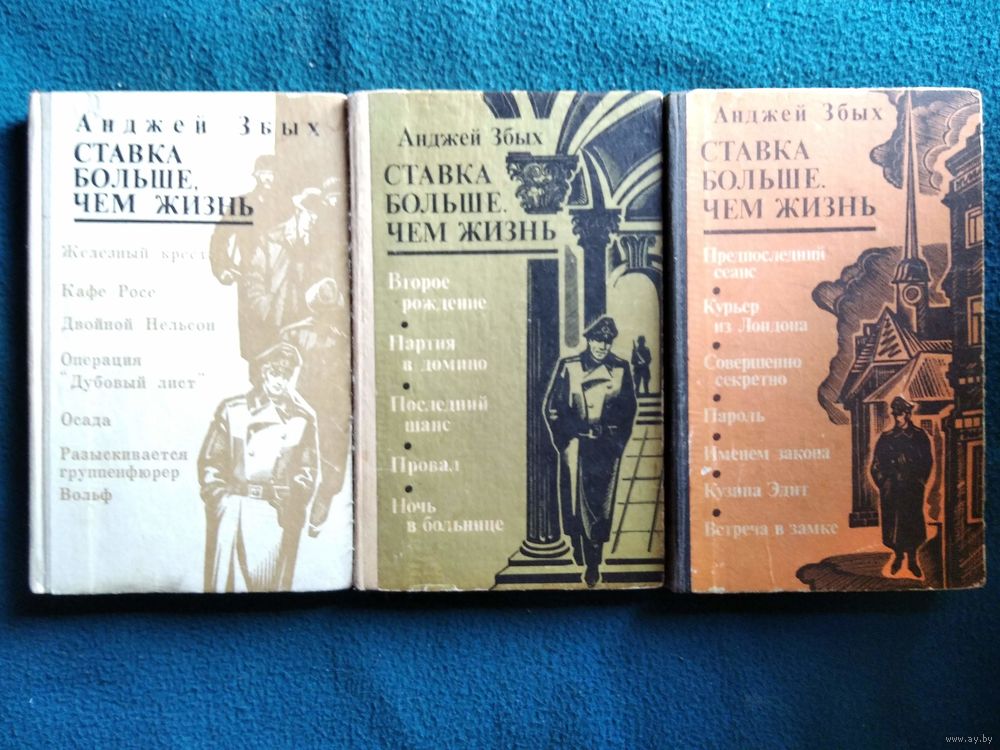 Анджей Збых
СТАВКА
БОЛЬШЕ,
ЧЕМ ЖИЗНЬ
Железный крест
Кафе Росе
Двойной Нельсон
Операция
"Дубовый лист"
Осада
Разыскивается
группенфюрер
Вольф
Анджей Збых
СТАВКА
БОЛЬШЕ,
ЧЕМ ЖИЗНЬ
Второе
рождение
Партия
в домино
Последний
шанс
Провал
Ночь
в больнице
Анджей Збых
СТАВКА
БОЛЬШЕ,
ЧЕМ ЖИЗНЬ
Предпоследний
сеанс
Курьер
из Лондона
Совершенно
секретно
Пароль
Именем закона
Кузина Эдит
Встреча в замке
© www.ay.by